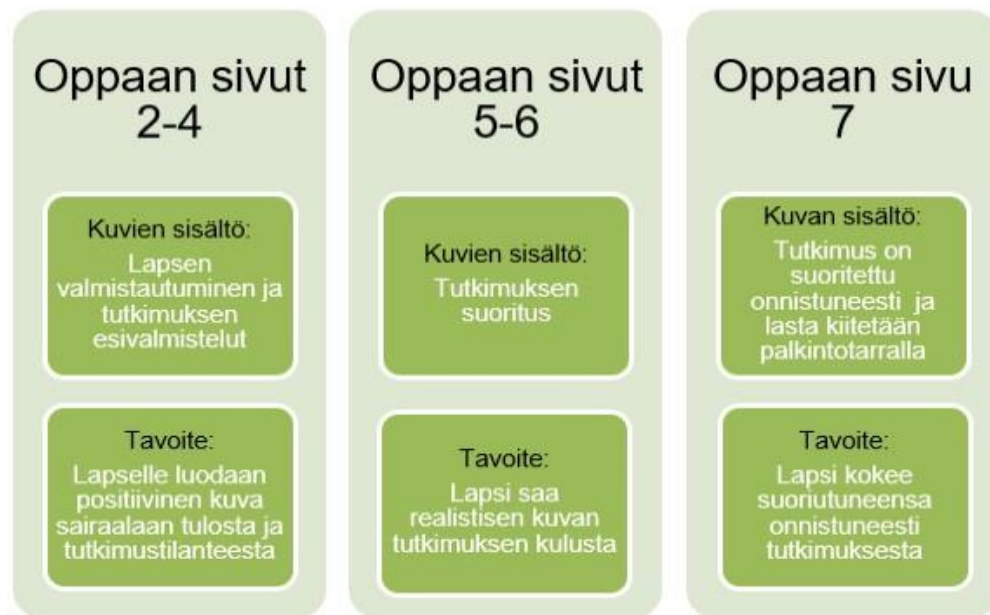 Oppaan sivut
2-4
Kuvien sisältö:
Lapsen
valmistautuminen ja
tutkimuksen
esivalmistelut
Tavoite:
Lapselle luodaan
positiivinen kuva
sairaalaan tulosta ja
tutkimustilanteesta
Oppaan sivut
5-6
Kuvien sisältö:
Tutkimuksen
suoritus
Tavoite:
Lapsi saa
realistisen kuvan
tutkimuksen kulusta
Oppaan sivu
7
Kuvan sisältö:
Tutkimus on
suoritettu
onnistuneesti ja
lasta kiitetään
palkintotarralla
Tavoite:
Lapsi kokee
suoriutuneensa
onnistuneesti
tutkimuksesta